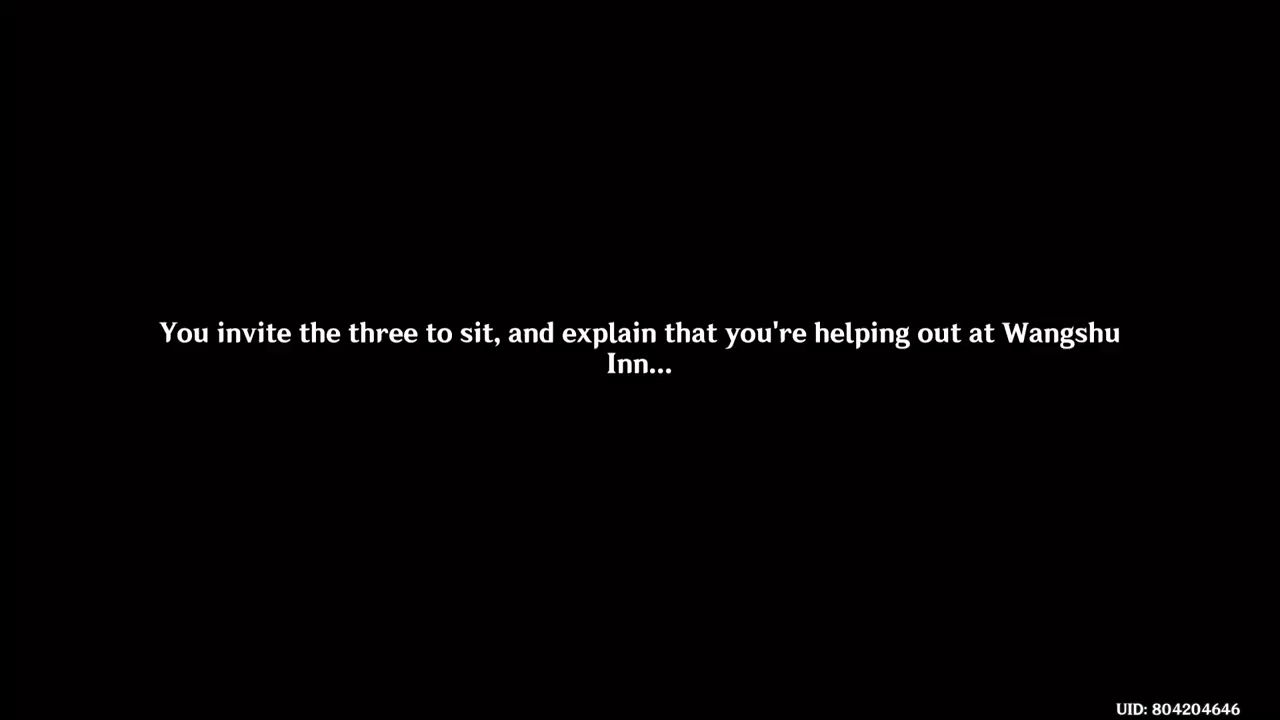 You invite the three to sit, and explain that you're helping out at Wangshu
Inn...
UID: 804204646